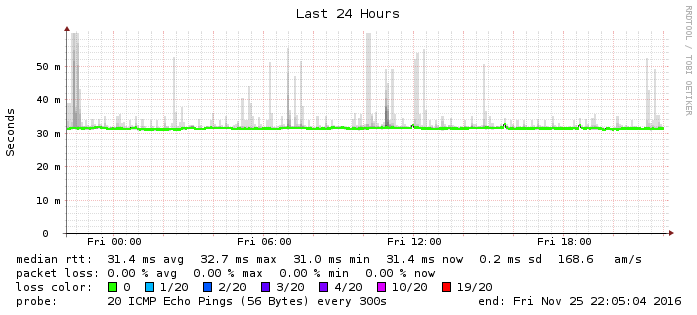 Last 24 Hours
RRDTOOL / TOBI OETIKER
Seconds
50 m
40 m
30 m
20 m
10 m
0
Fri 00:00 Fri 06:00 Fri 12:00 Fri 18:00
median rtt: 31.4 ms avg 32.7 ms max 31.0 ms min 31.4 ms now 0.2 ms sd 168.6 am/s
packet loss: 0.00 % avg 0.00 % max 0.00 % min 0.00 % now
loss color: 0 1/20 2/20 3/20 4/20 10/20 19/20
probe: 20 ICMP Echo Pings (56 Bytes) every 300s end: Fri Nov 25 22:05:04 2016